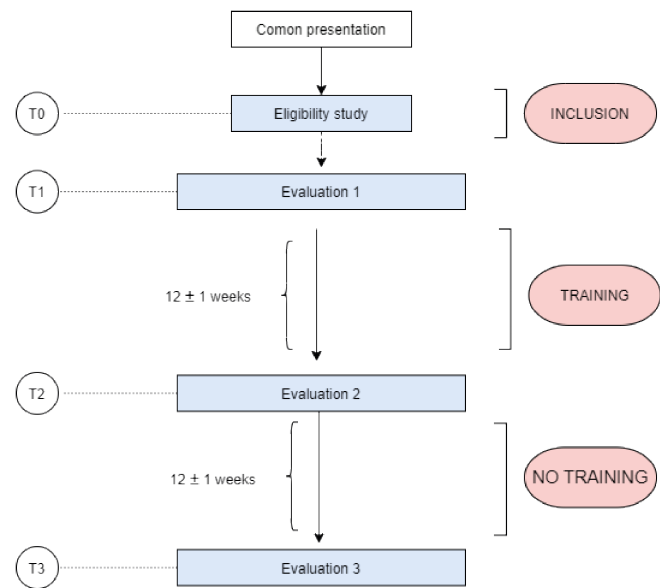 Comon presentation
T0
Eligibility study
INCLUSION
T1
Evaluation 1
12 ± 1 weeks
TRAINING
T2
Evaluation 2
12 ± 1 weeks
NO TRAINING
T3
Evaluation 3